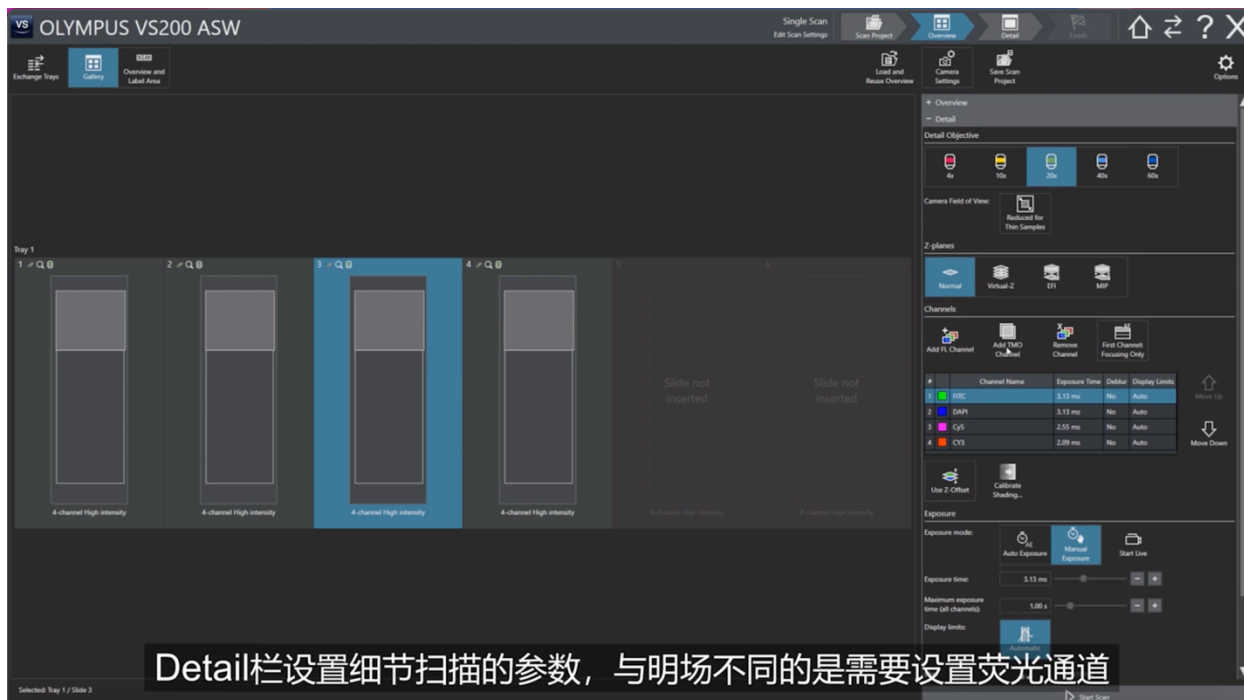 VS OLYMPUS VS200 ASW
Single Scan
Edit Scan Settings
Scan Project
Overview
Detail
Finish
Exchange Trays
Gallery
Overview and
Label Area
Load and
Reuse Overview
Camera
Settings
Save Scan
Project
Options
+ Overview
− Detail
Detail Objective
4x
10x
20x
40x
60x
Camera Field of View:
Reduced for
Thin Samples
Z-planes
Normal
Virtual-Z
EFI
MIP
Channels
Add FL Channel
Add TMO
Channel
Remove
Channel
First Channel:
Focusing Only
# Channel Name Exposure Time Deblur Display Limits
1 FITC 3.13 ms No Auto
2 DAPI 3.13 ms No Auto
3 Cy5 2.55 ms No Auto
4 CY3 2.09 ms No Auto
Move Up
Move Down
Use Z-Offset
Calibrate
Shading...
Exposure
Exposure mode:
AE
Auto Exposure
Manual
Exposure
Start Live
Exposure time:
3.13 ms
Maximum exposure
time (all channels):
1.00 s
Display limits:
Automatic
Start Scan
Tray 1
1
2
3
4
5
6
Slide not
inserted
Slide not
inserted
4-channel High intensity
4-channel High intensity
4-channel High intensity
4-channel High intensity
4-channel High intensity
4-channel High intensity
Detail栏设置细节扫描的参数，与明场不同的是需要设置荧光通道
Selected: Tray 1 / Slide 3